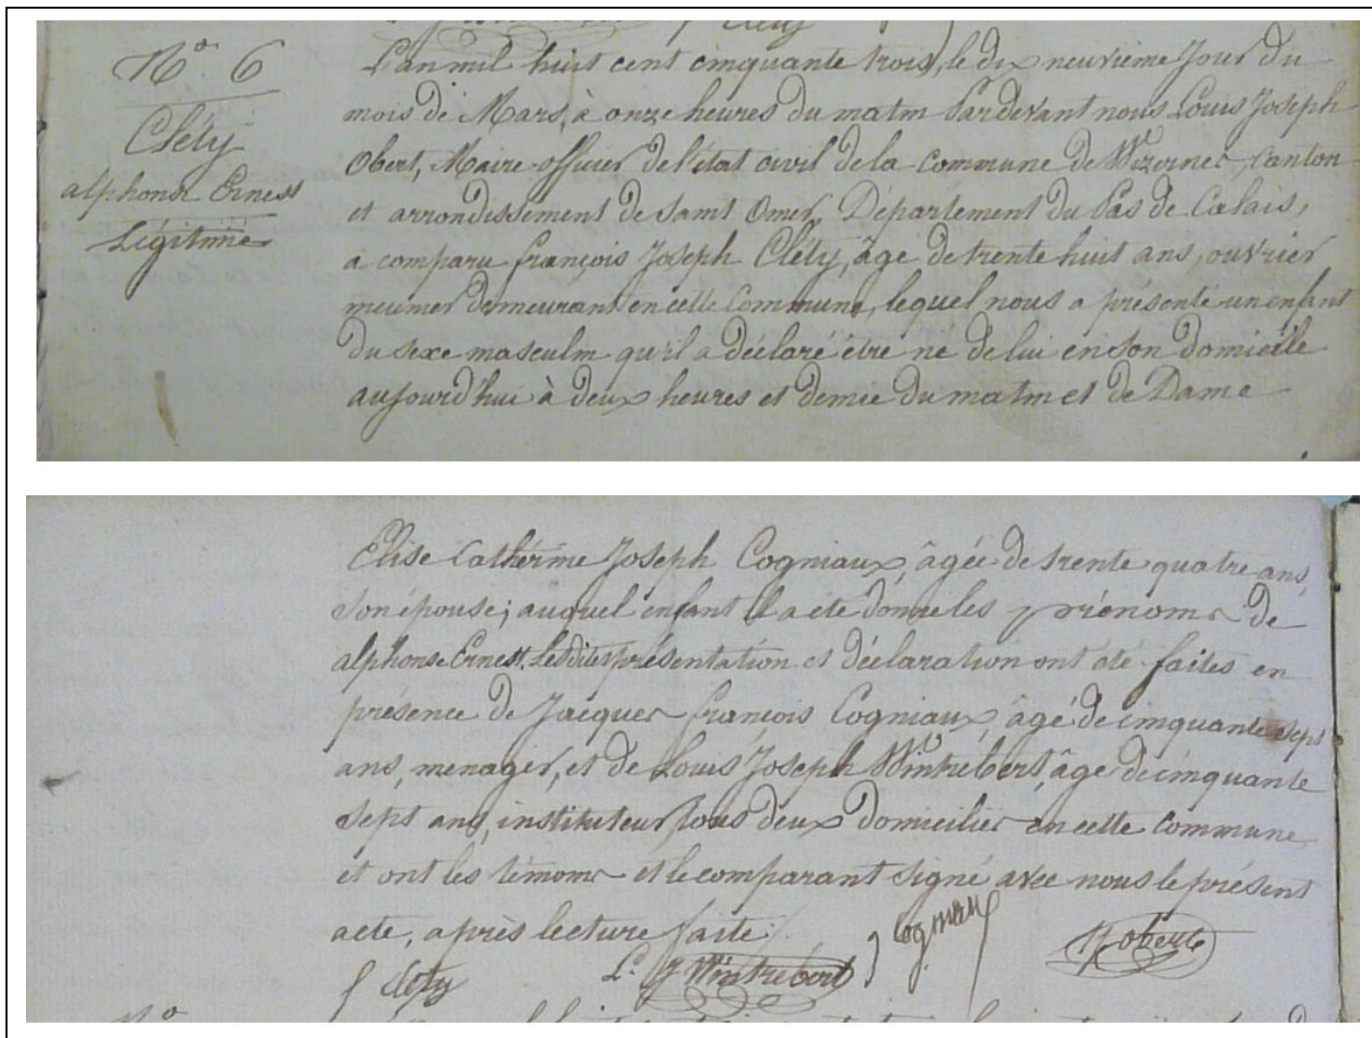 N° 6
Cléty
alphonse Ernest
Légitime
L'an mil huit cent cinquante trois, le dix neuvième Jour du
mois de Mars, à onze heures du matin Pardevant nous Louis Joseph
Obert, Maire officier de l'état civil de la Commune de Wizernes, Canton
et arrondissement de Saint Omer, Département du Pas de Calais,
a comparu françois Joseph Cléty, âgé de trente huit ans, ouvrier
meunier demeurant en cette Commune, lequel nous a présenté un enfant
du sexe masculin qu'il a déclaré être né de lui en son domicile
aujourd'hui à deux heures et demie du matin et de Dame
Elise Catherine Joseph Cogniaux, âgée de trente quatre ans,
son épouse; auquel enfant il a été donné les prénoms de
alphonse Ernest. Lesdites présentation et déclaration ont été faites en
présence de Jacques françois Cogniaux, âgé de cinquante sept
ans, menager, et de Louis Joseph Wintrebert, âgé de cinquante
sept ans, instituteur, tous deux domiciliés en cette commune
et ont les témoins et le comparant signé avec nous le présent
acte, après lecture faite.
f Cléty L. J Wintrebert J Cogniaux Obert
N°